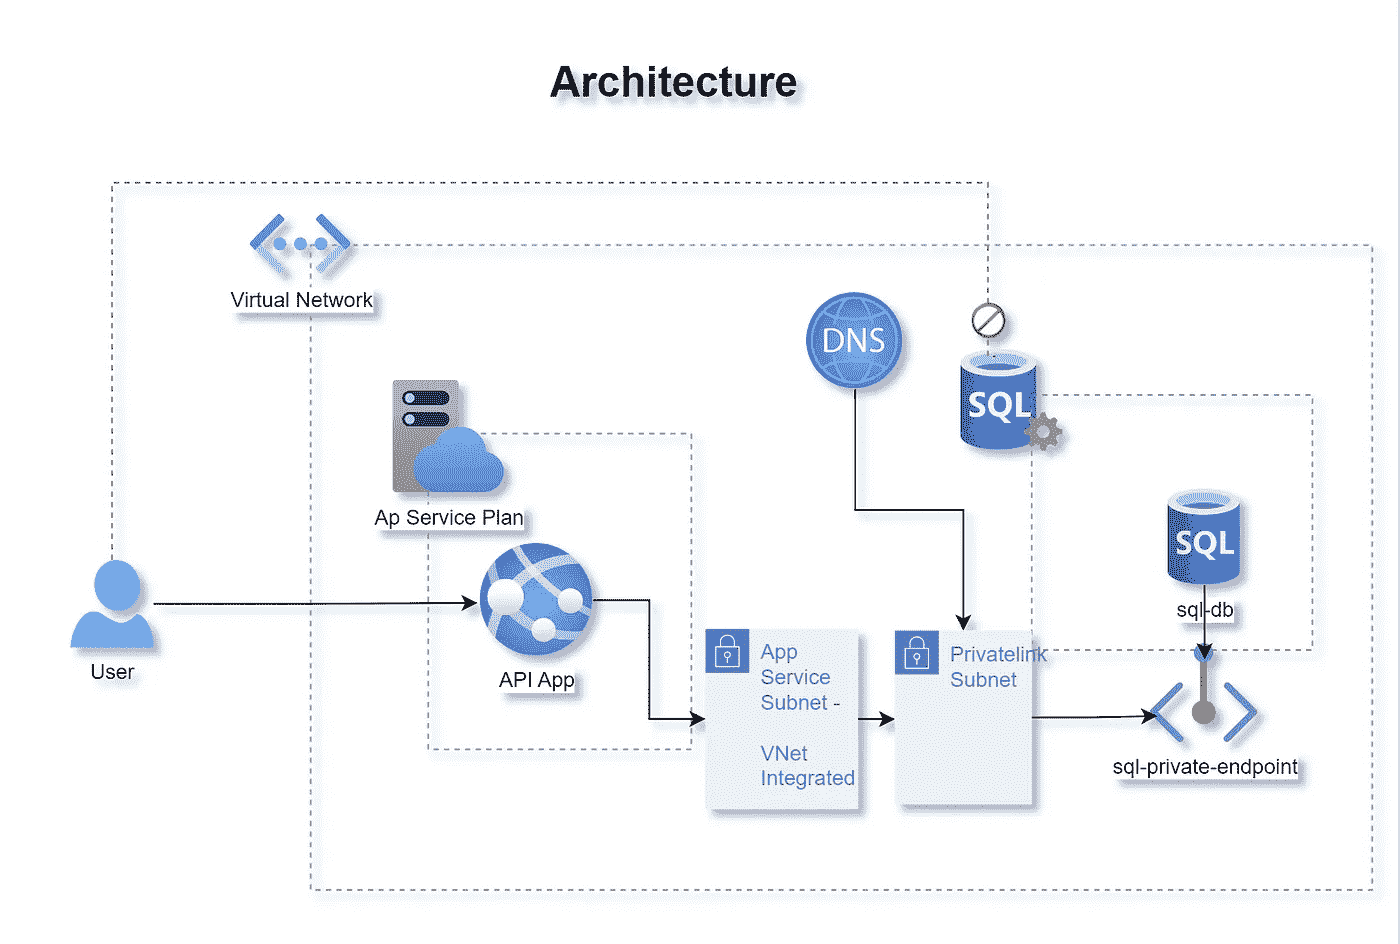 Architecture
Virtual Network
DNS
SQL
Ap Service Plan
SQL
sql-db
User
API App
App
Service
Subnet -
VNet
Integrated
Privatelink
Subnet
sql-private-endpoint